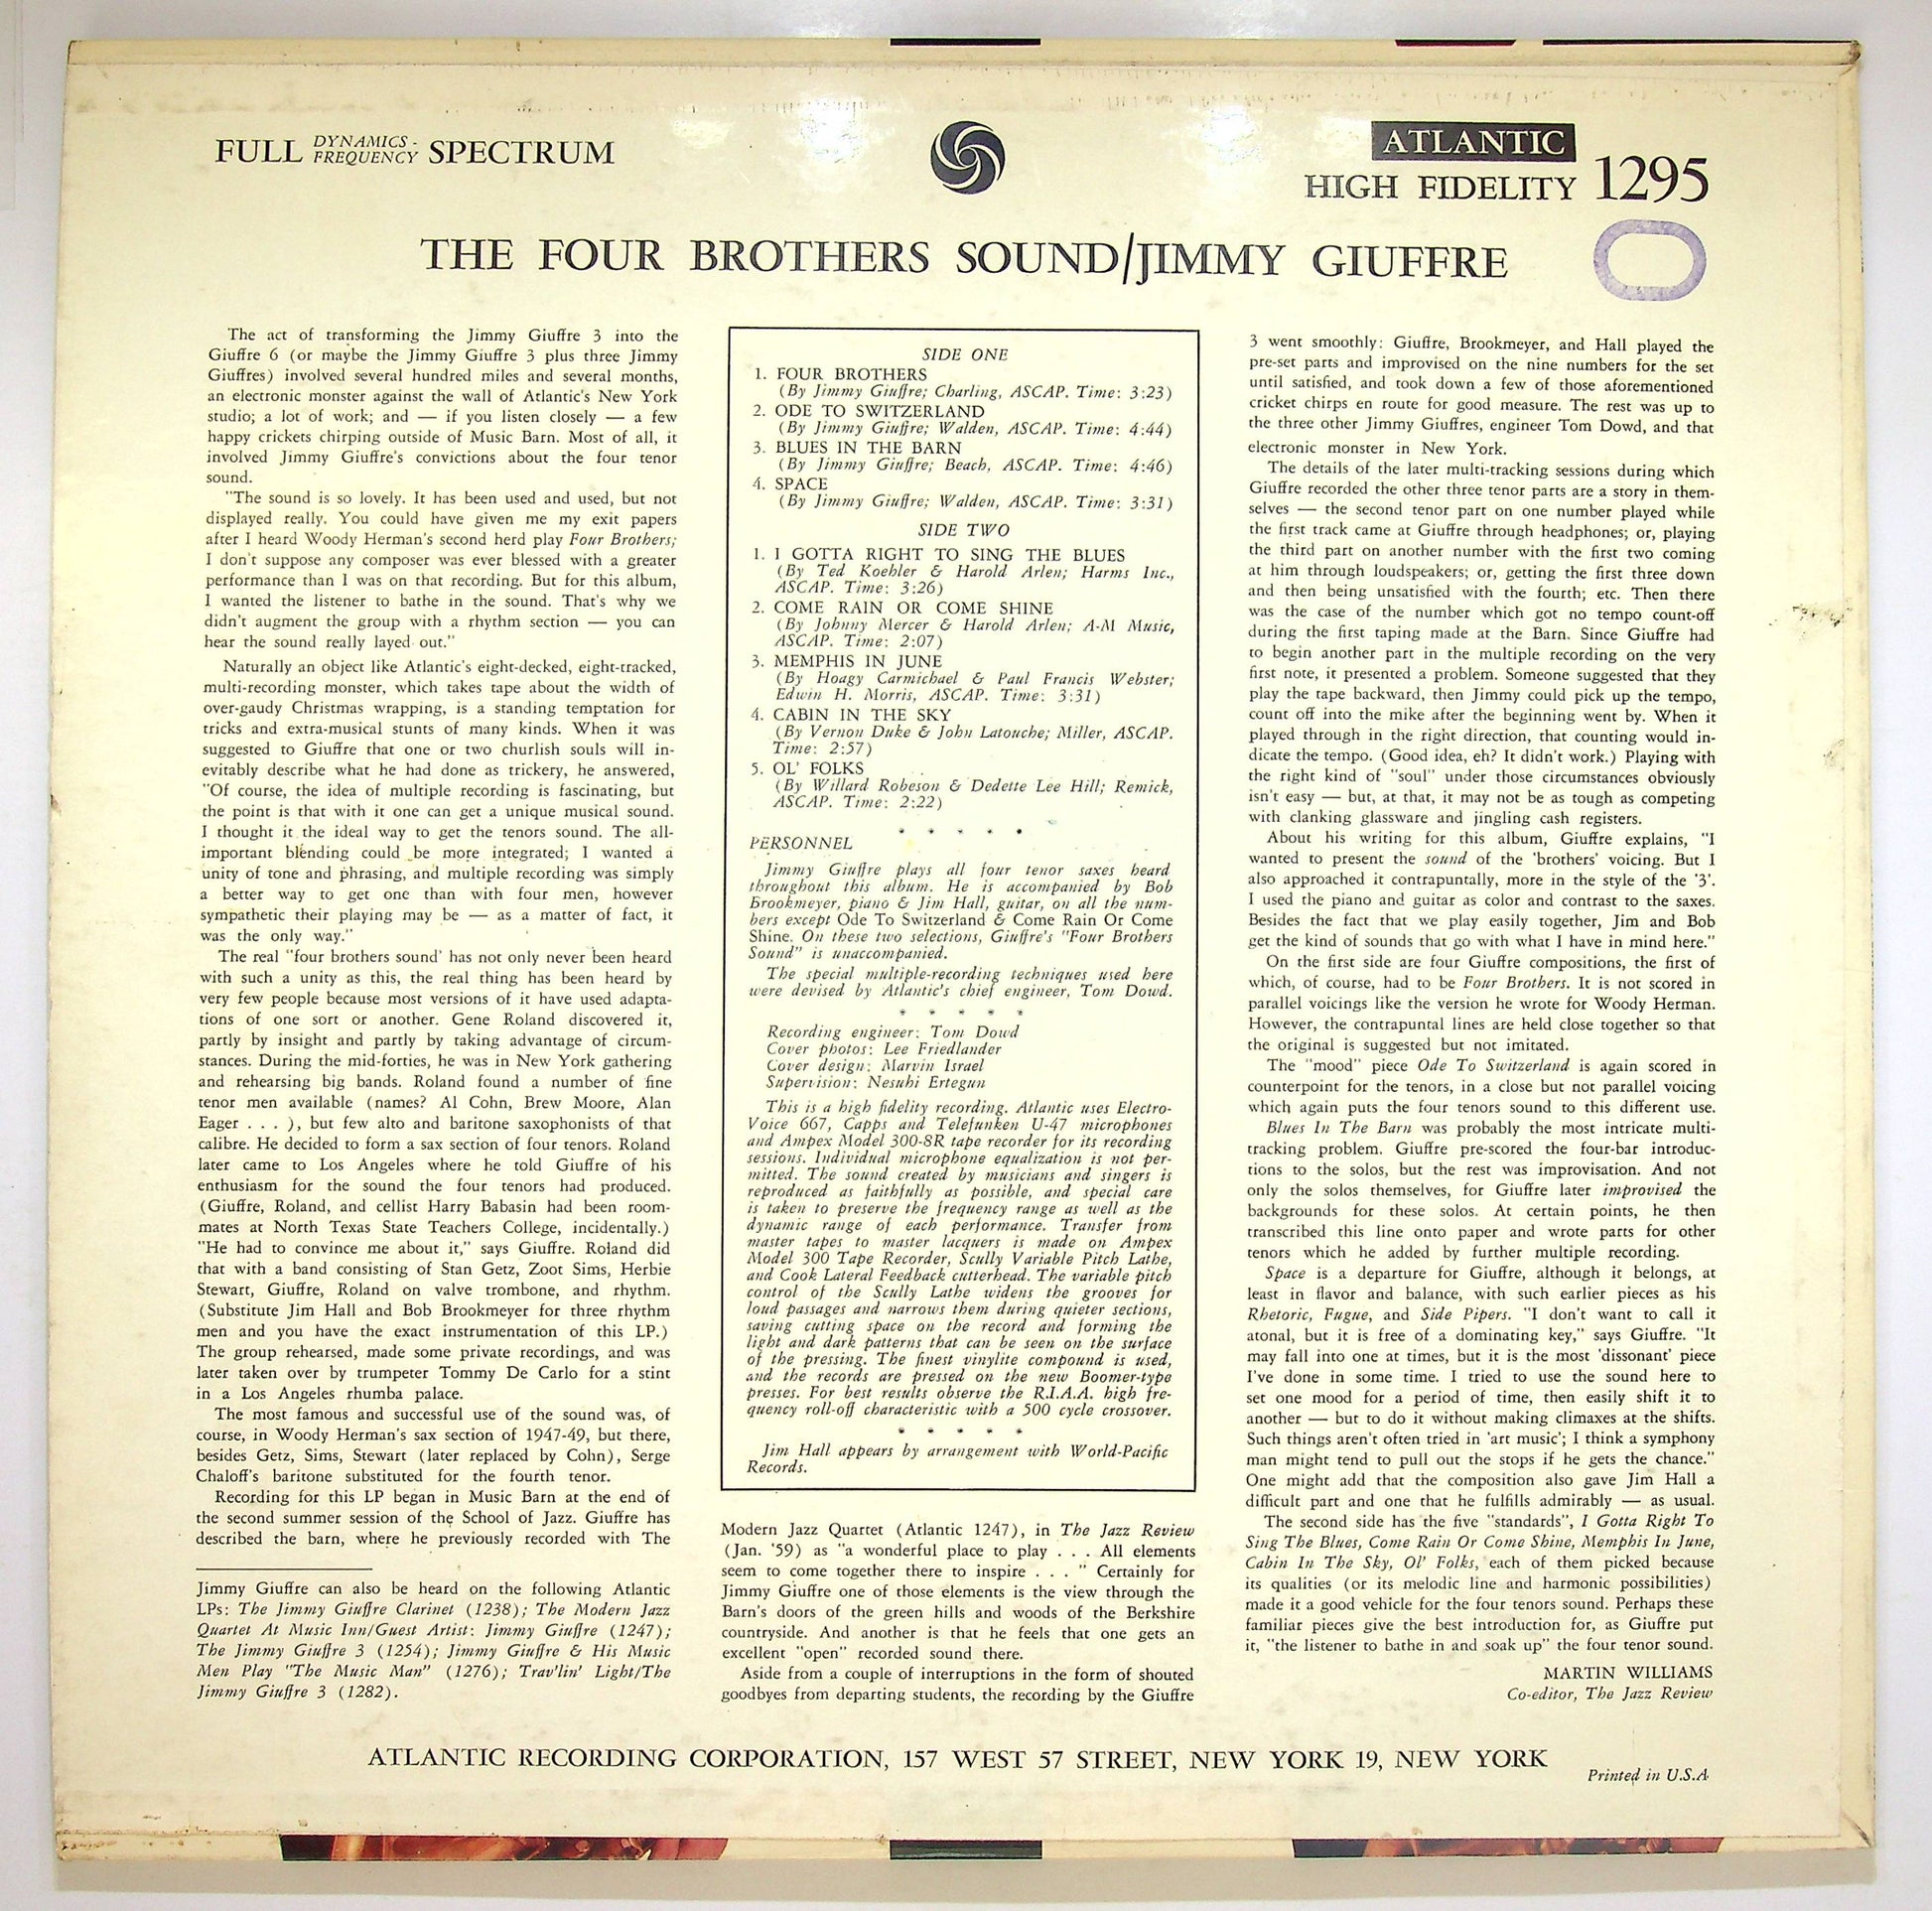 FULL DYNAMICS - FREQUENCY SPECTRUM
ATLANTIC
HIGH FIDELITY 1295
THE FOUR BROTHERS SOUND/JIMMY GIUFFRE
The act of transforming the Jimmy Giuffre 3 into the
Giuffre 6 (or maybe the Jimmy Giuffre 3 plus three Jimmy
Giuffres) involved several hundred miles and several months,
an electronic monster against the wall of Atlantic's New York
studio; a lot of work; and — if you listen closely — a few
happy crickets chirping outside of Music Barn. Most of all, it
involved Jimmy Giuffre's convictions about the four tenor
sound.
"The sound is so lovely. It has been used and used, but not
displayed really. You could have given me my exit papers
after I heard Woody Herman's second herd play Four Brothers;
I don't suppose any composer was ever blessed with a greater
performance than I was on that recording. But for this album,
I wanted the listener to bathe in the sound. That's why we
didn't augment the group with a rhythm section — you can
hear the sound really layed out."
Naturally an object like Atlantic's eight-decked, eight-tracked,
multi-recording monster, which takes tape about the width of
over-gaudy Christmas wrapping, is a standing temptation for
tricks and extra-musical stunts of many kinds. When it was
suggested to Giuffre that one or two churlish souls will in-
evitably describe what he had done as trickery, he answered,
"Of course, the idea of multiple recording is fascinating, but
the point is that with it one can get a unique musical sound.
I thought it the ideal way to get the tenors sound. The all-
important blending could be more integrated; I wanted a
unity of tone and phrasing, and multiple recording was simply
a better way to get one than with four men, however
sympathetic their playing may be — as a matter of fact, it
was the only way."
The real "four brothers sound' has not only never been heard
with such a unity as this, the real thing has been heard by
very few people because most versions of it have used adapta-
tions of one sort or another. Gene Roland discovered it,
partly by insight and partly by taking advantage of circum-
stances. During the mid-forties, he was in New York gathering
and rehearsing big bands. Roland found a number of fine
tenor men available (names? Al Cohn, Brew Moore, Alan
Eager . . . ), but few alto and baritone saxophonists of that
calibre. He decided to form a sax section of four tenors. Roland
later came to Los Angeles where he told Giuffre of his
enthusiasm for the sound the four tenors had produced.
(Giuffre, Roland, and cellist Harry Babasin had been room-
mates at North Texas State Teachers College, incidentally.)
"He had to convince me about it," says Giuffre. Roland did
that with a band consisting of Stan Getz, Zoot Sims, Herbie
Stewart, Giuffre, Roland on valve trombone, and rhythm.
(Substitute Jim Hall and Bob Brookmeyer for three rhythm
men and you have the exact instrumentation of this LP.)
The group rehearsed, made some private recordings, and was
later taken over by trumpeter Tommy De Carlo for a stint
in a Los Angeles rhumba palace.
The most famous and successful use of the sound was, of
course, in Woody Herman's sax section of 1947-49, but there,
besides Getz, Sims, Stewart (later replaced by Cohn), Serge
Chaloff's baritone substituted for the fourth tenor.
Recording for this LP began in Music Barn at the end of
the second summer session of the School of Jazz. Giuffre has
described the barn, where he previously recorded with The
Jimmy Giuffre can also be heard on the following Atlantic
LPs: The Jimmy Giuffre Clarinet (1238); The Modern Jazz
Quartet At Music Inn/Guest Artist: Jimmy Giuffre (1247);
The Jimmy Giuffre 3 (1254); Jimmy Giuffre & His Music
Men Play "The Music Man" (1276); Trav'lin' Light/The
Jimmy Giuffre 3 (1282).
SIDE ONE
1. FOUR BROTHERS
(By Jimmy Giuffre; Charling, ASCAP. Time: 3:23)
2. ODE TO SWITZERLAND
(By Jimmy Giuffre; Walden, ASCAP. Time: 4:44)
3. BLUES IN THE BARN
(By Jimmy Giuffre; Beach, ASCAP. Time: 4:46)
4. SPACE
(By Jimmy Giuffre; Walden, ASCAP. Time: 3:31)
SIDE TWO
1. I GOTTA RIGHT TO SING THE BLUES
(By Ted Koehler & Harold Arlen; Harms Inc.,
ASCAP. Time: 3:26)
2. COME RAIN OR COME SHINE
(By Johnny Mercer & Harold Arlen; A-M Music,
ASCAP. Time: 2:07)
3. MEMPHIS IN JUNE
(By Hoagy Carmichael & Paul Francis Webster;
Edwin H. Morris, ASCAP. Time: 3:31)
4. CABIN IN THE SKY
(By Vernon Duke & John Latouche; Miller, ASCAP.
Time: 2:57)
5. OL' FOLKS
(By Willard Robeson & Dedette Lee Hill; Remick,
ASCAP. Time: 2:22)
* * * * *
PERSONNEL
Jimmy Giuffre plays all four tenor saxes heard
throughout this album. He is accompanied by Bob
Brookmeyer, piano & Jim Hall, guitar, on all the num-
bers except Ode To Switzerland & Come Rain Or Come
Shine. On these two selections, Giuffre's "Four Brothers
Sound" is unaccompanied.
The special multiple-recording techniques used here
were devised by Atlantic's chief engineer, Tom Dowd.
* * * * *
Recording engineer: Tom Dowd
Cover photos: Lee Friedlander
Cover design: Marvin Israel
Supervision: Nesuhi Ertegun
This is a high fidelity recording. Atlantic uses Electro-
Voice 667, Capps and Telefunken U-47 microphones
and Ampex Model 300-8R tape recorder for its recording
sessions. Individual microphone equalization is not per-
mitted. The sound created by musicians and singers is
reproduced as faithfully as possible, and special care
is taken to preserve the frequency range as well as the
dynamic range of each performance. Transfer from
master tapes to master lacquers is made on Ampex
Model 300 Tape Recorder, Scully Variable Pitch Lathe,
and Cook Lateral Feedback cutterhead. The variable pitch
control of the Scully Lathe widens the grooves for
loud passages and narrows them during quieter sections,
saving cutting space on the record and forming the
light and dark patterns that can be seen on the surface
of the pressing. The finest vinylite compound is used,
and the records are pressed on the new Boomer-type
presses. For best results observe the R.I.A.A. high fre-
quency roll-off characteristic with a 500 cycle crossover.
* * * * *
Jim Hall appears by arrangement with World-Pacific
Records.
Modern Jazz Quartet (Atlantic 1247), in The Jazz Review
(Jan. '59) as "a wonderful place to play . . . All elements
seem to come together there to inspire . . . " Certainly for
Jimmy Giuffre one of those elements is the view through the
Barn's doors of the green hills and woods of the Berkshire
countryside. And another is that he feels that one gets an
excellent "open" recorded sound there.
Aside from a couple of interruptions in the form of shouted
goodbyes from departing students, the recording by the Giuffre
3 went smoothly: Giuffre, Brookmeyer, and Hall played the
pre-set parts and improvised on the nine numbers for the set
until satisfied, and took down a few of those aforementioned
cricket chirps en route for good measure. The rest was up to
the three other Jimmy Giuffres, engineer Tom Dowd, and that
electronic monster in New York.
The details of the later multi-tracking sessions during which
Giuffre recorded the other three tenor parts are a story in them-
selves — the second tenor part on one number played while
the first track came at Giuffre through headphones; or, playing
the third part on another number with the first two coming
at him through loudspeakers; or, getting the first three down
and then being unsatisfied with the fourth; etc. Then there
was the case of the number which got no tempo count-off
during the first taping made at the Barn. Since Giuffre had
to begin another part in the multiple recording on the very
first note, it presented a problem. Someone suggested that they
play the tape backward, then Jimmy could pick up the tempo,
count off into the mike after the beginning went by. When it
played through in the right direction, that counting would in-
dicate the tempo. (Good idea, eh? It didn't work.) Playing with
the right kind of "soul" under those circumstances obviously
isn't easy — but, at that, it may not be as tough as competing
with clanking glassware and jingling cash registers.
About his writing for this album, Giuffre explains, "I
wanted to present the sound of the 'brothers' voicing. But I
also approached it contrapuntally, more in the style of the '3'.
I used the piano and guitar as color and contrast to the saxes.
Besides the fact that we play easily together, Jim and Bob
get the kind of sounds that go with what I have in mind here."
On the first side are four Giuffre compositions, the first of
which, of course, had to be Four Brothers. It is not scored in
parallel voicings like the version he wrote for Woody Herman.
However, the contrapuntal lines are held close together so that
the original is suggested but not imitated.
The "mood" piece Ode To Switzerland is again scored in
counterpoint for the tenors, in a close but not parallel voicing
which again puts the four tenors sound to this different use.
Blues In The Barn was probably the most intricate multi-
tracking problem. Giuffre pre-scored the four-bar introduc-
tions to the solos, but the rest was improvisation. And not
only the solos themselves, for Giuffre later improvised the
backgrounds for these solos. At certain points, he then
transcribed this line onto paper and wrote parts for other
tenors which he added by further multiple recording.
Space is a departure for Giuffre, although it belongs, at
least in flavor and balance, with such earlier pieces as his
Rhetoric, Fugue, and Side Pipers. "I don't want to call it
atonal, but it is free of a dominating key," says Giuffre. "It
may fall into one at times, but it is the most 'dissonant' piece
I've done in some time. I tried to use the sound here to
set one mood for a period of time, then easily shift it to
another — but to do it without making climaxes at the shifts.
Such things aren't often tried in 'art music'; I think a symphony
man might tend to pull out the stops if he gets the chance."
One might add that the composition also gave Jim Hall a
difficult part and one that he fulfills admirably — as usual.
The second side has the five "standards", I Gotta Right To
Sing The Blues, Come Rain Or Come Shine, Memphis In June,
Cabin In The Sky, Ol' Folks, each of them picked because
its qualities (or its melodic line and harmonic possibilities)
made it a good vehicle for the four tenors sound. Perhaps these
familiar pieces give the best introduction for, as Giuffre put
it, "the listener to bathe in and soak up" the four tenor sound.
MARTIN WILLIAMS
Co-editor, The Jazz Review
ATLANTIC RECORDING CORPORATION, 157 WEST 57 STREET, NEW YORK 19, NEW YORK
Printed in U.S.A.